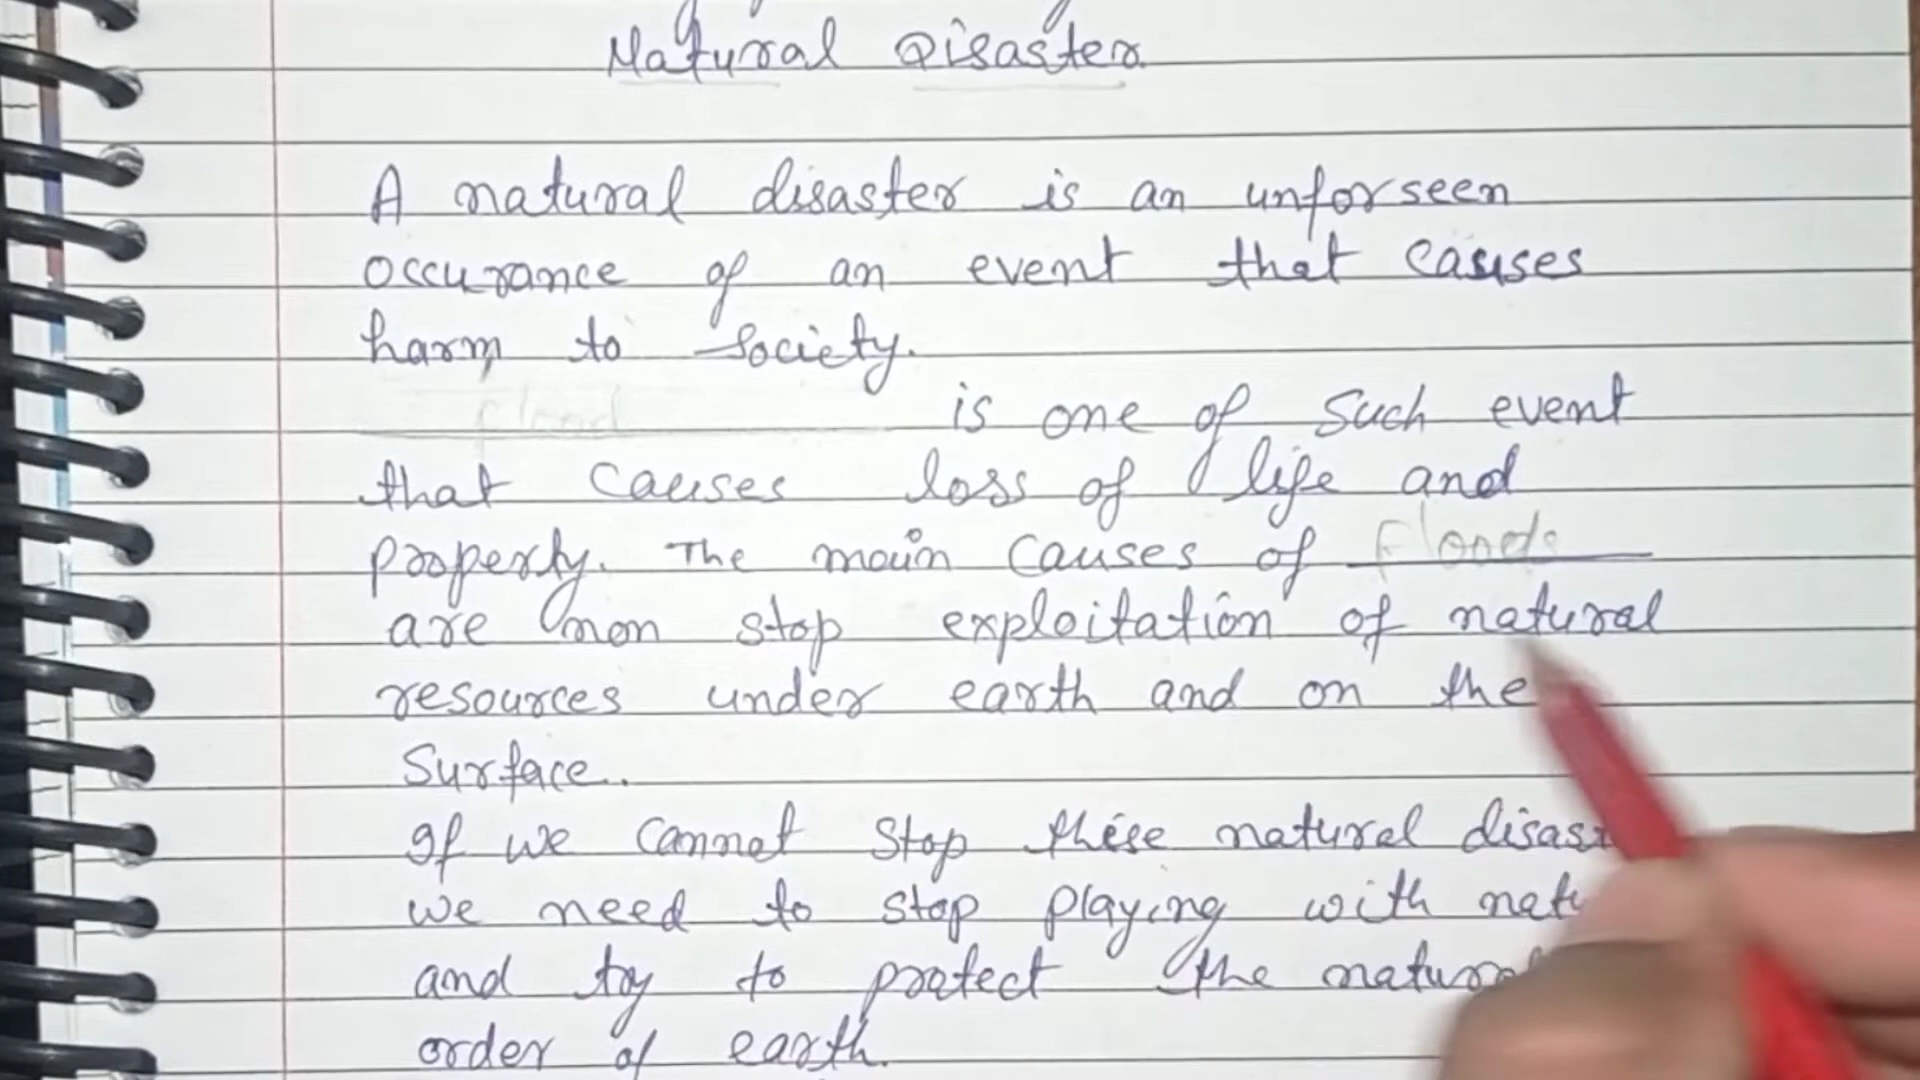 Natural Disaster
A natural disaster is an unforseen
occurance of an event that causes
harm to society.
flood is one of such event
that causes loss of life and
property. The main causes of floods
are non stop exploitation of natural
resources under earth and on the
Surface..
If we cannot stop these natural
we need to stop playing with
and try to protect the
order of earth.